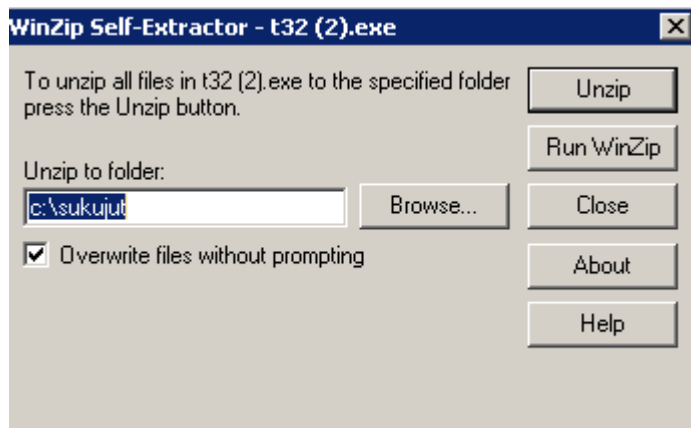 WinZip Self-Extractor - t32 (2).exe
To unzip all files in t32 (2).exe to the specified folder
press the Unzip button.
Unzip
Run WinZip
Unzip to folder:
c:\sukujut
Browse...
Close
Overwrite files without prompting
About
Help